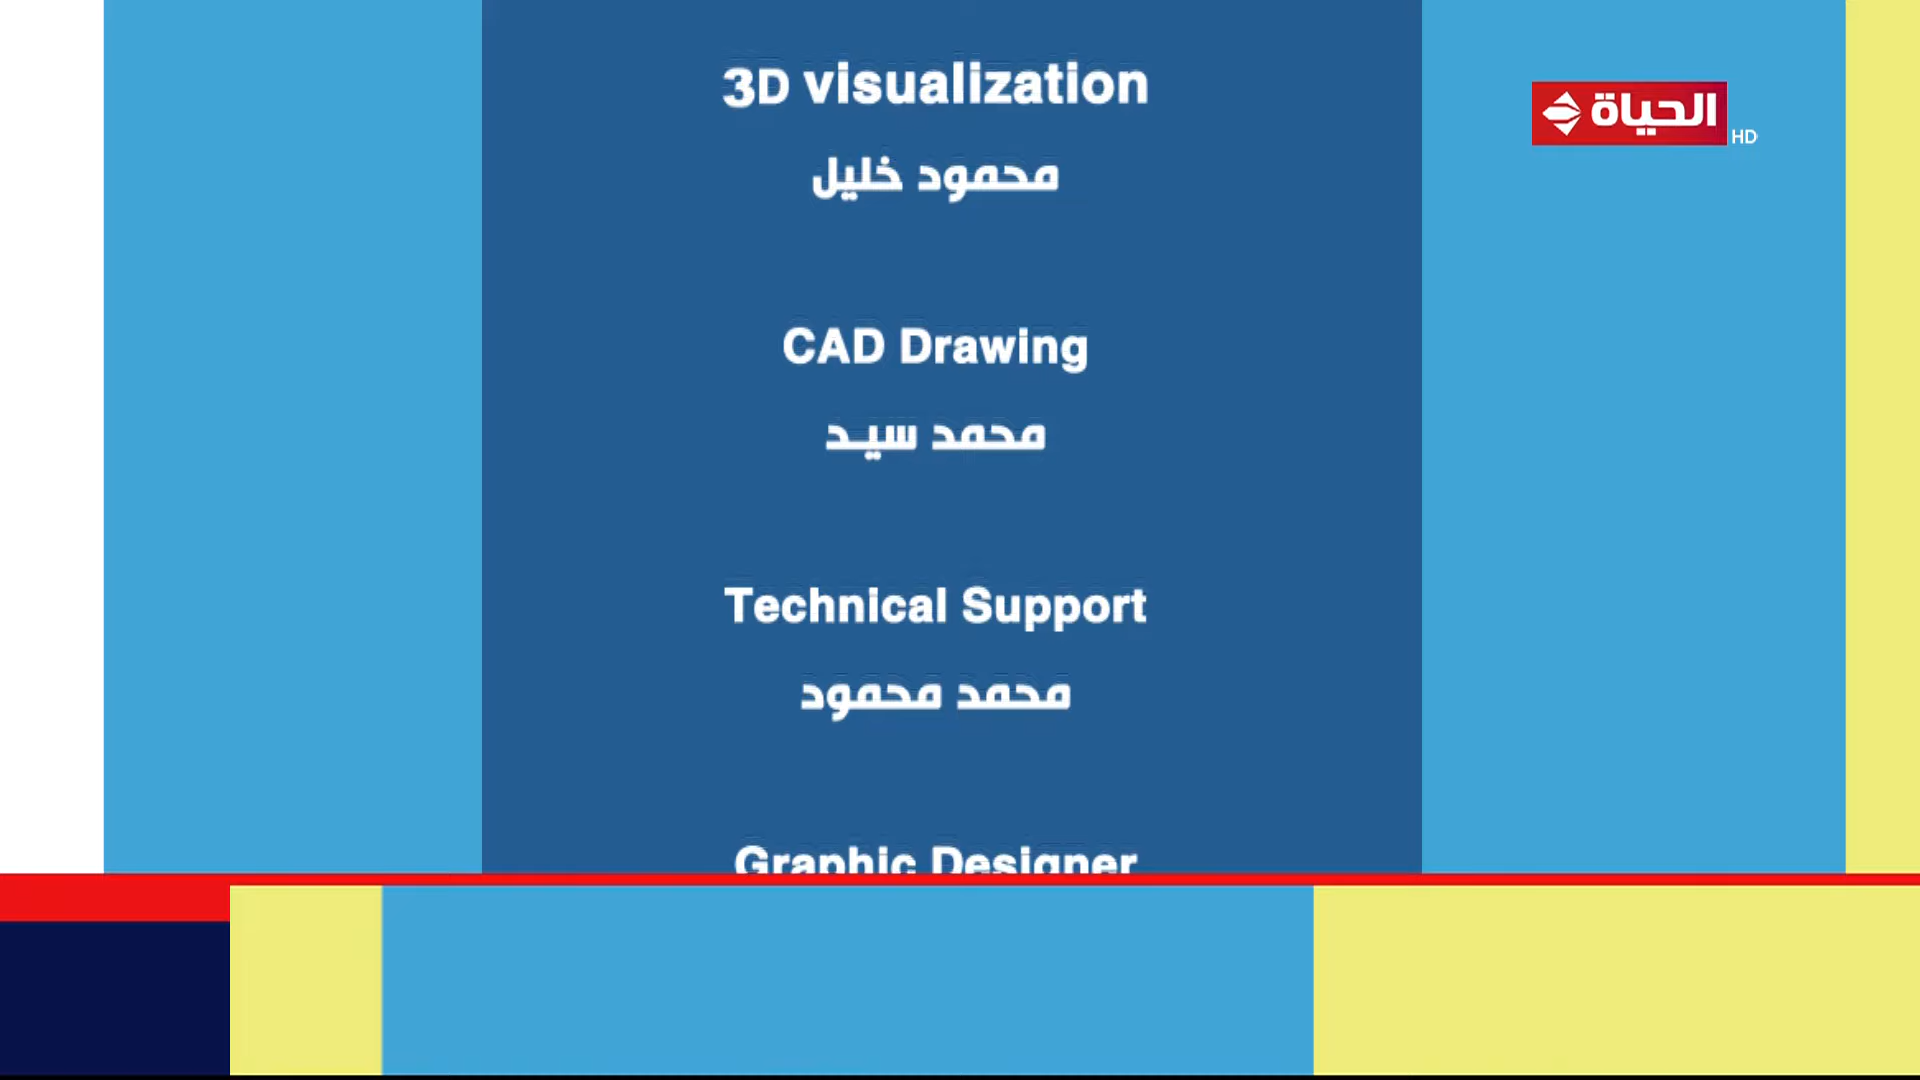 3D visualization
الحياة
HD
محمود خليل
CAD Drawing
محمد سيد
Technical Support
محمد محمود
Graphic Designer